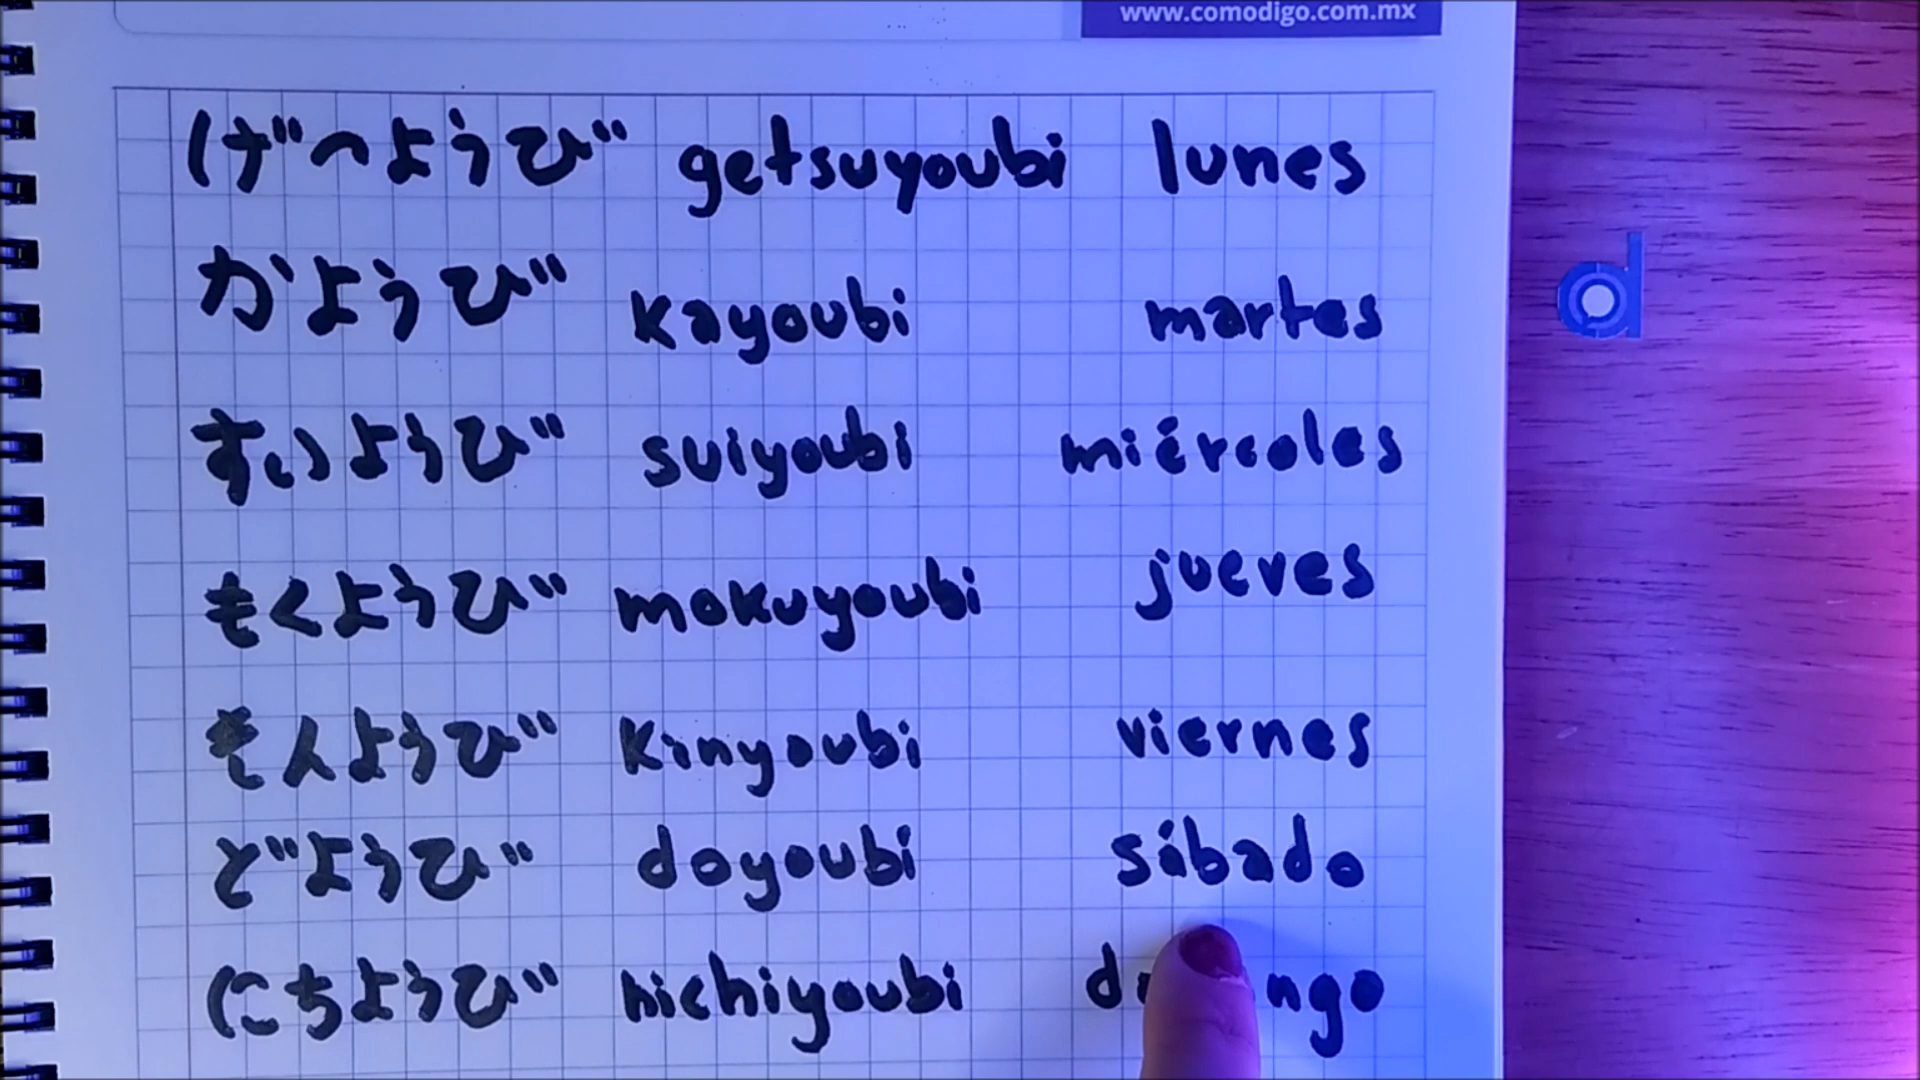 www.comodigo.com.mx
げつようび getsuyoubi lunes
かようび kayoubi martes
すいようび suiyoubi miércoles
もくようび mokuyoubi jueves
きんようび kinyoubi viernes
どようび doyoubi sábado
にちようび nichiyoubi
d